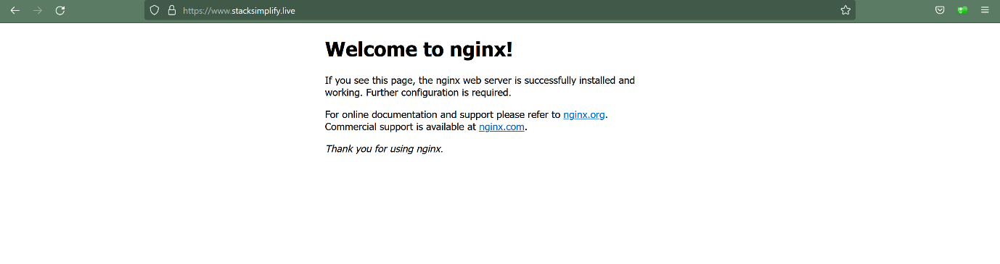 https://www.stacksimplify.live
Welcome to nginx!
If you see this page, the nginx web server is successfully installed and
working. Further configuration is required.
For online documentation and support please refer to nginx.org.
Commercial support is available at nginx.com.
Thank you for using nginx.